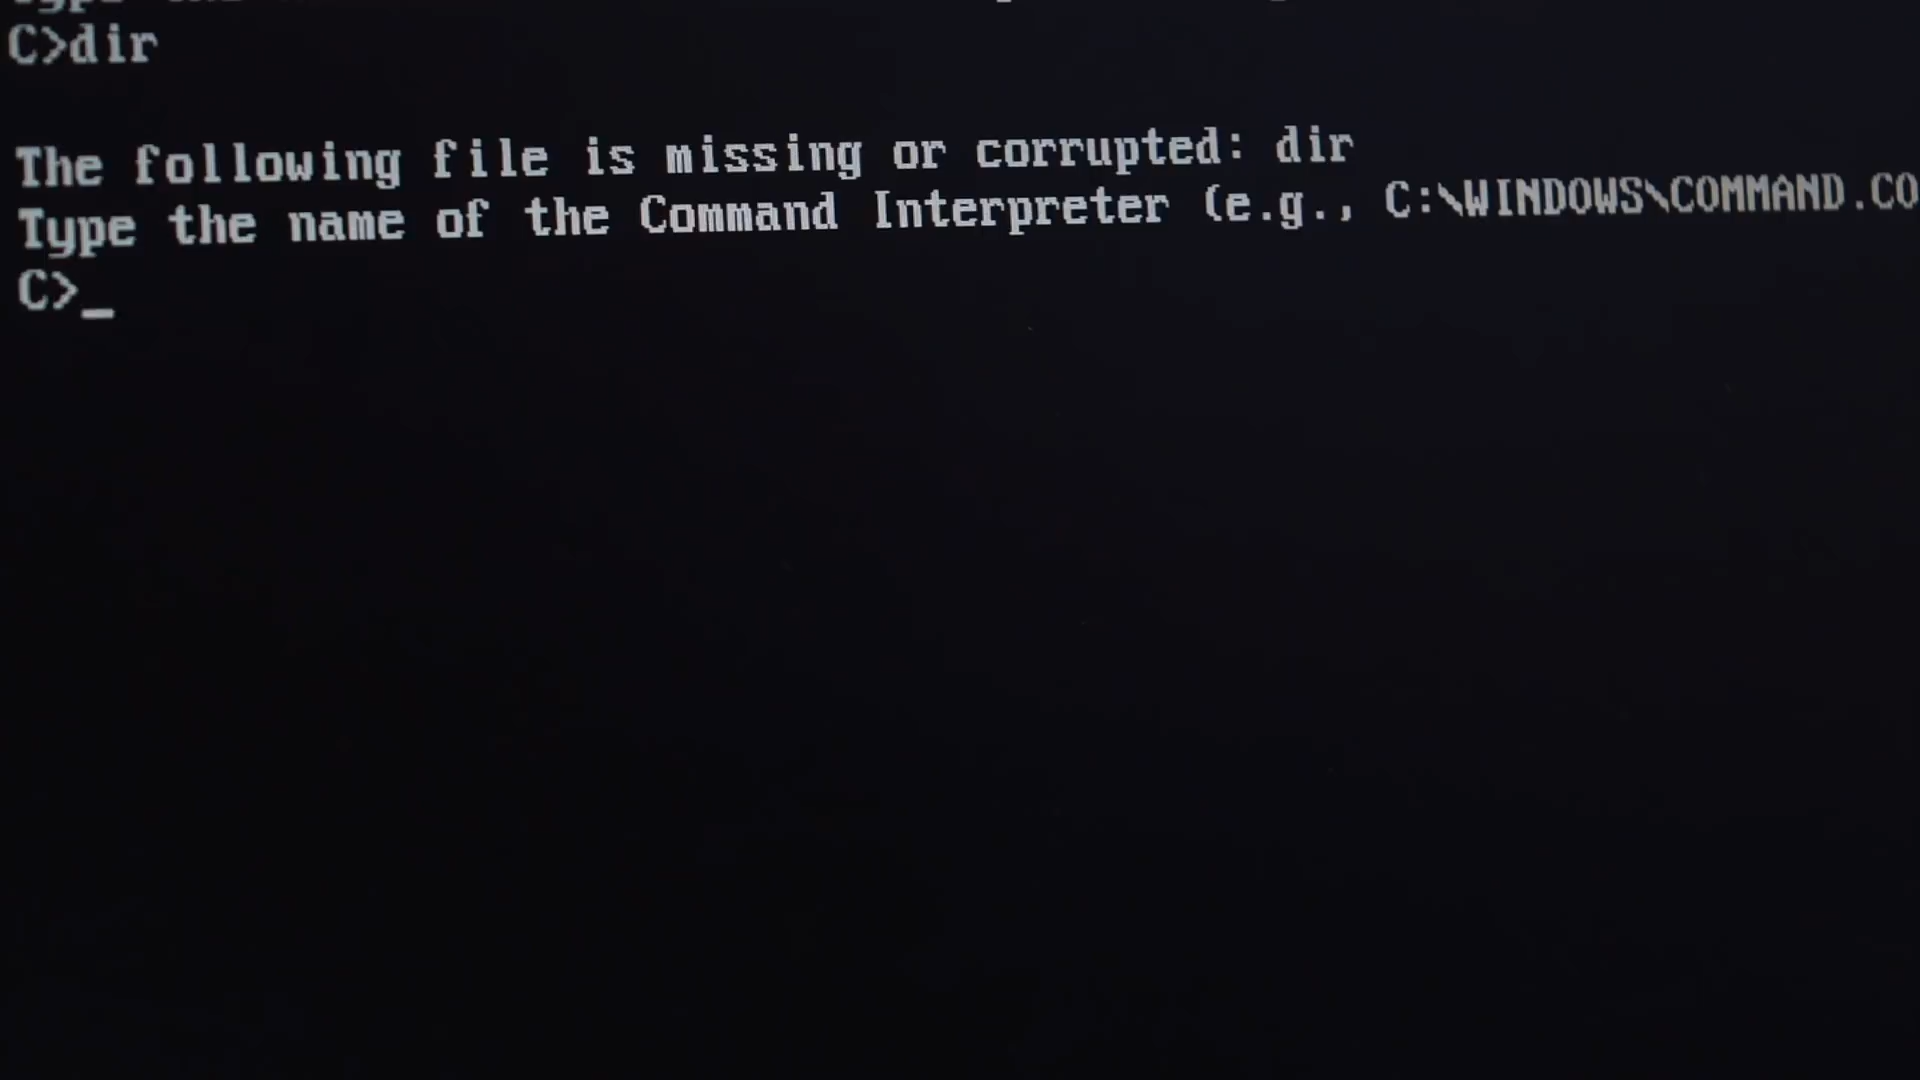 C>dir
The following file is missing or corrupted: dir
Type the name of the Command Interpreter (e.g., C:\WINDOWS\COMMAND.CO
C>_